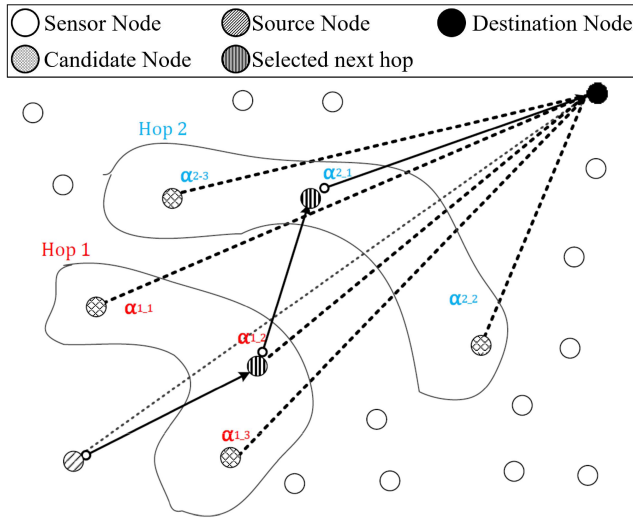 Sensor Node Source Node Destination Node
Candidate Node Selected next hop
Hop 2
α2-3 α2_1
Hop 1
α1_1 α2_2
α1_2
α1_3